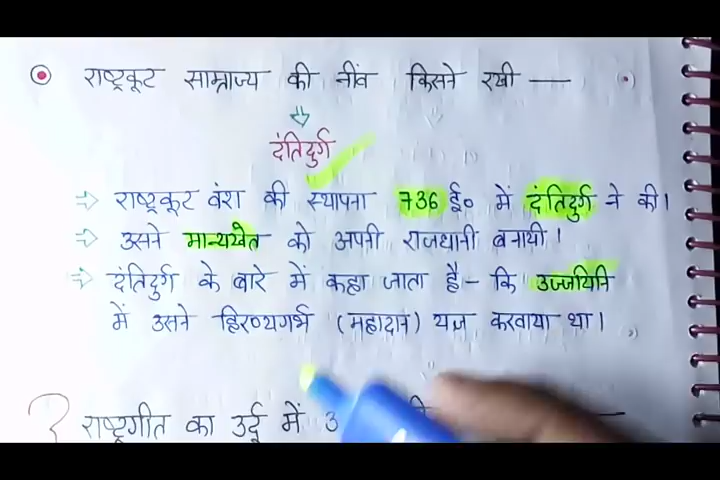 राष्ट्रकूट साम्राज्य की नींव किसने रखी —
दंतिदुर्ग
⇒ राष्ट्रकूट वंश की स्थापना 736 ई० में दंतिदुर्ग ने की।
⇒ उसने मान्यखेत को अपनी राजधानी बनायी।
⇒ दंतिदुर्ग के बारे में कहा जाता है – कि उज्जयिनि
में उसने हिरण्यगर्भ (महादान) यज्ञ करवाया था।
राष्ट्रगीत का उर्दू में